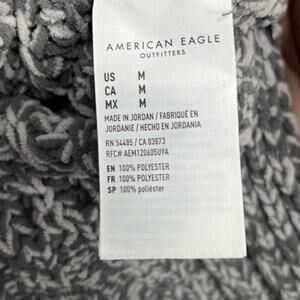 AMERICAN EAGLE
OUTFITTERS
US M
CA M
MX M
MADE IN JORDAN / FABRIQUÉ EN
JORDANIE / HECHO EN JORDANIA
RN 54485 / CA 03873
RFC# AEM120605U9A
EN 100% POLYESTER
FR 100% POLYESTER
SP 100% poliéster